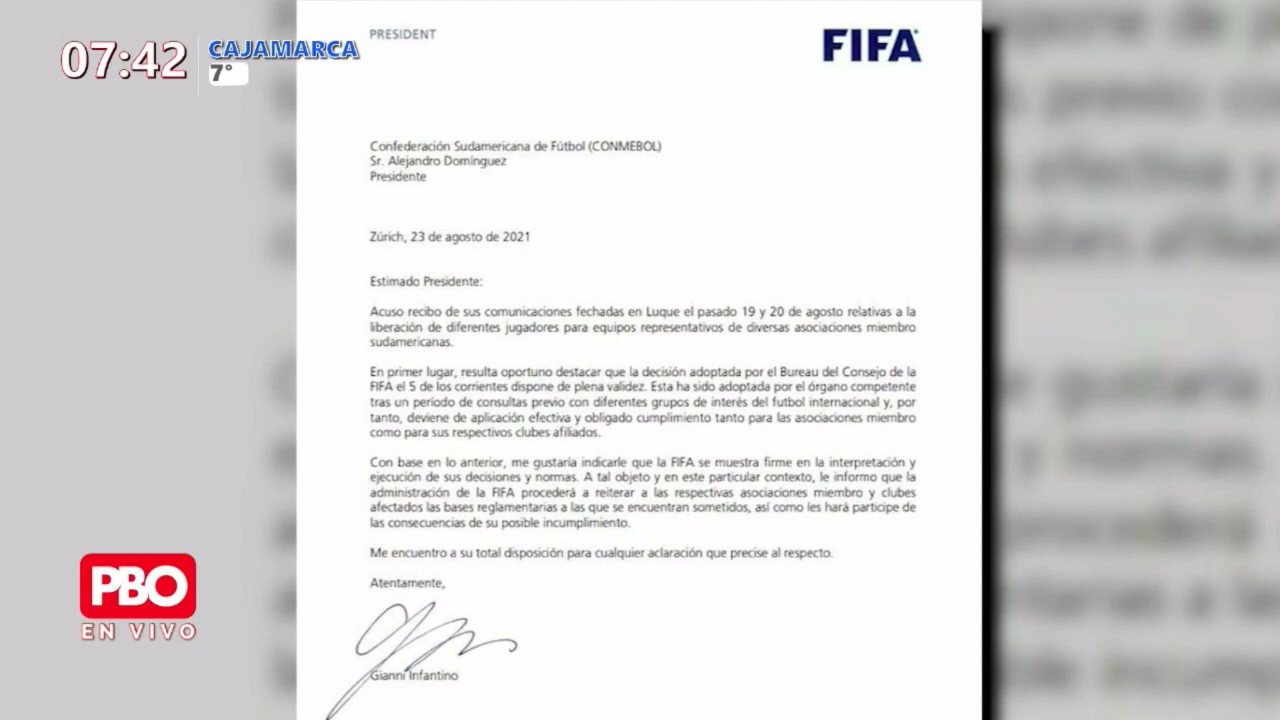 07:42
CAJAMARCA
7°
PRESIDENT
FIFA
Confederación Sudamericana de Fútbol (CONMEBOL)
Sr. Alejandro Domínguez
Presidente
Zúrich, 23 de agosto de 2021
Estimado Presidente:
Acuso recibo de sus comunicaciones fechadas en Luque el pasado 19 y 20 de agosto relativas a la
liberación de diferentes jugadores para equipos representativos de diversas asociaciones miembro
sudamericanas.
En primer lugar, resulta oportuno destacar que la decisión adoptada por el Bureau del Consejo de la
FIFA el 5 de los corrientes dispone de plena validez. Esta ha sido adoptada por el órgano competente
tras un período de consultas previo con diferentes grupos de interés del futbol internacional y, por
tanto, deviene de aplicación efectiva y obligado cumplimiento tanto para las asociaciones miembro
como para sus respectivos clubes afiliados.
Con base en lo anterior, me gustaría indicarle que la FIFA se muestra firme en la interpretación y
ejecución de sus decisiones y normas. A tal objeto y en este particular contexto, le informo que la
administración de la FIFA procederá a reiterar a las respectivas asociaciones miembro y clubes
afectados las bases reglamentarias a las que se encuentran sometidos, así como les hará participe de
las consecuencias de su posible incumplimiento.
Me encuentro a su total disposición para cualquier aclaración que precise al respecto.
Atentamente,
Gianni Infantino
PBO
EN VIVO